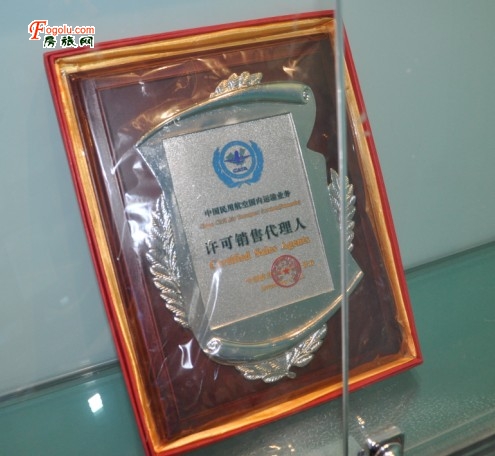 Fogolu.com
房旅网
CATA
中国民用航空国内运输业务
许可销售代理人
Certified Sales Agents